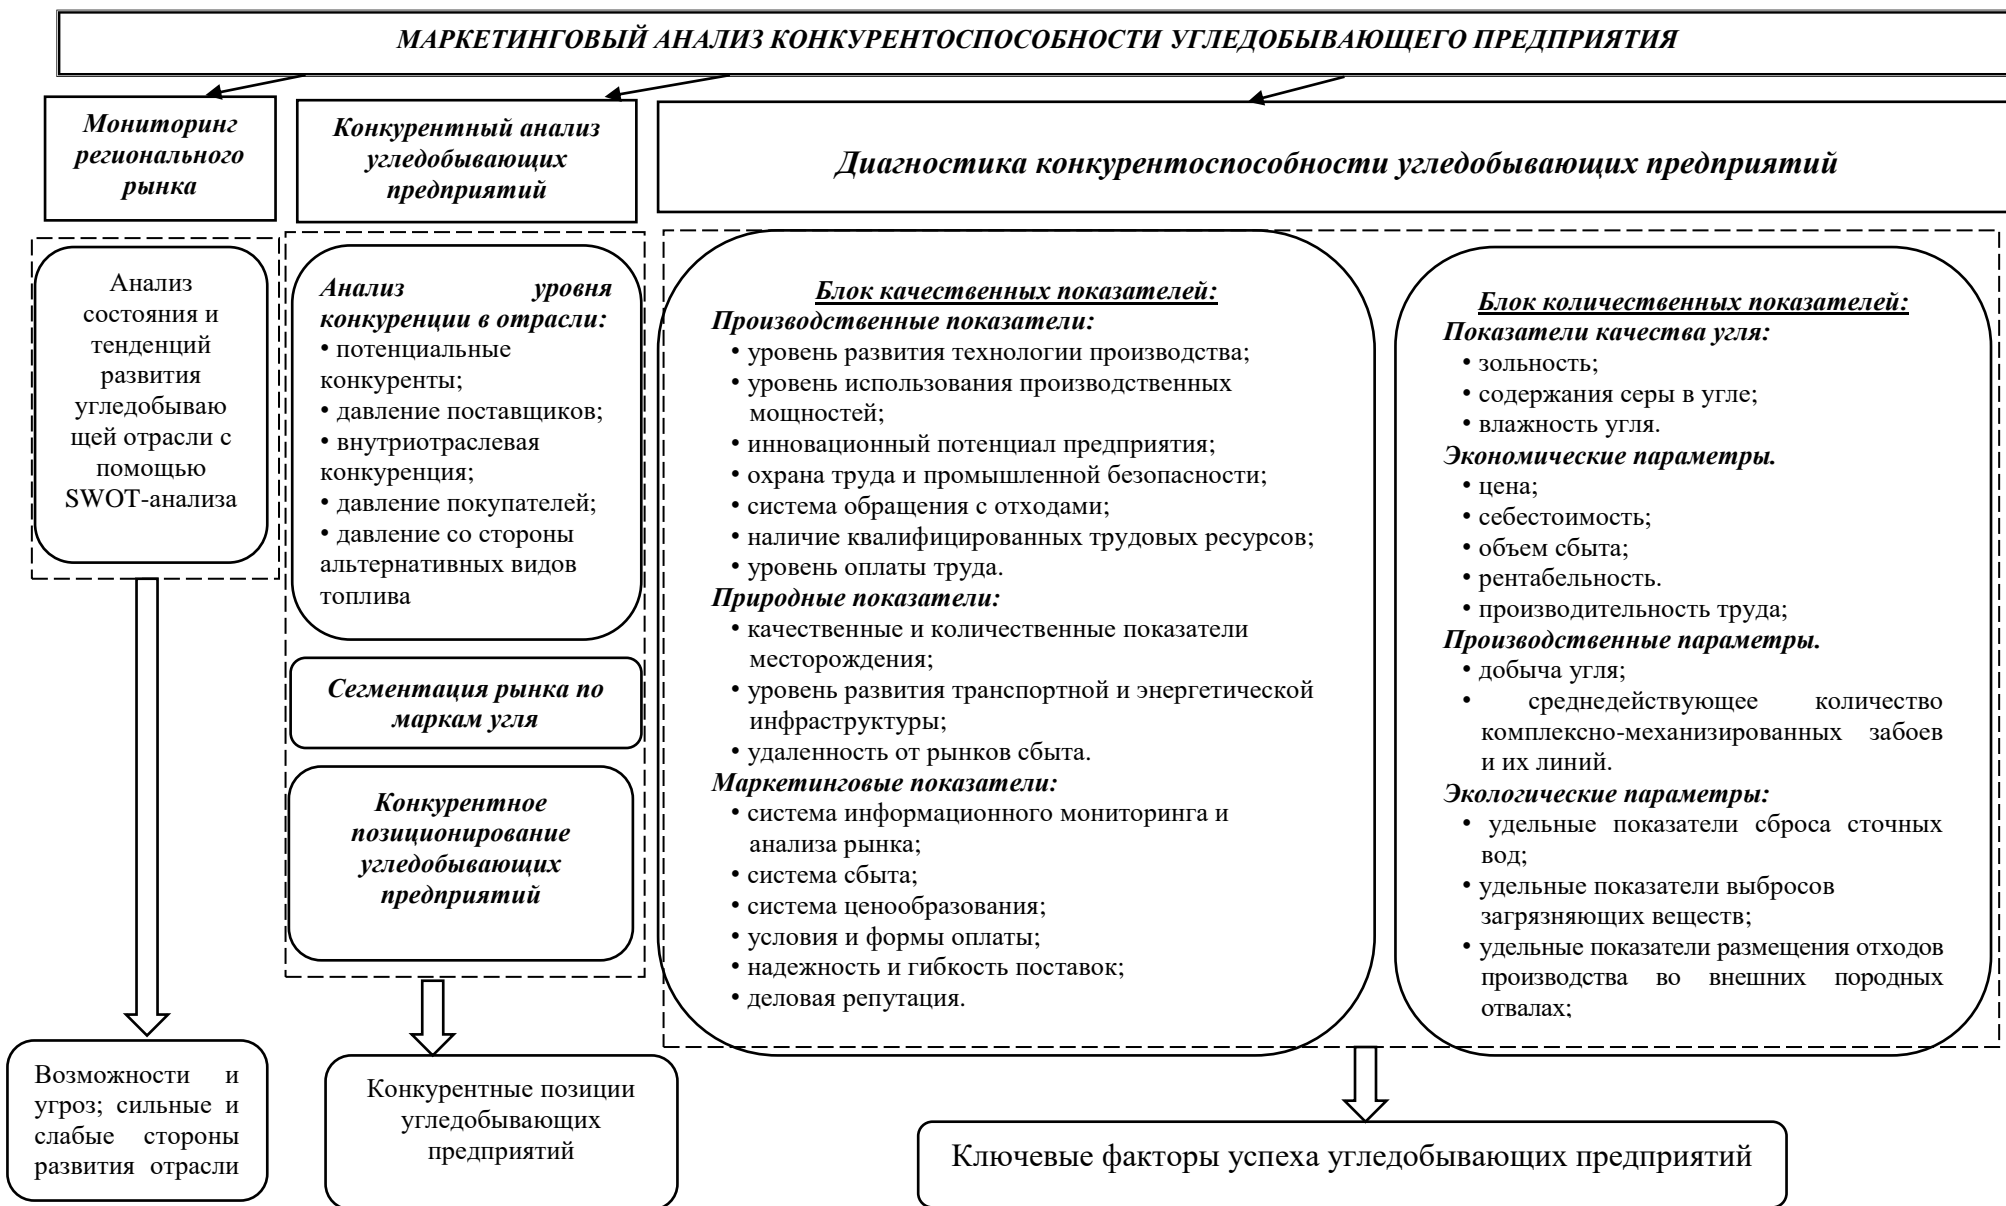 МАРКЕТИНГОВЫЙ АНАЛИЗ КОНКУРЕНТОСПОСОБНОСТИ УГЛЕДОБЫВАЮЩЕГО ПРЕДПРИЯТИЯ
Мониторинг
регионального
рынка
Конкурентный анализ
угледобывающих
предприятий
Диагностика конкурентоспособности угледобывающих предприятий
Анализ
состояния и
тенденций
развития
угледобываю
щей отрасли с
помощью
SWOT-анализа
Анализ уровня
конкуренции в отрасли:
• потенциальные
конкуренты;
• давление поставщиков;
• внутриотраслевая
конкуренция;
• давление покупателей;
• давление со стороны
альтернативных видов
топлива
Сегментация рынка по
маркам угля
Конкурентное
позиционирование
угледобывающих
предприятий
Блок качественных показателей:
Производственные показатели:
• уровень развития технологии производства;
• уровень использования производственных
мощностей;
• инновационный потенциал предприятия;
• охрана труда и промышленной безопасности;
• система обращения с отходами;
• наличие квалифицированных трудовых ресурсов;
• уровень оплаты труда.
Природные показатели:
• качественные и количественные показатели
месторождения;
• уровень развития транспортной и энергетической
инфраструктуры;
• удаленность от рынков сбыта.
Маркетинговые показатели:
• система информационного мониторинга и
анализа рынка;
• система сбыта;
• система ценообразования;
• условия и формы оплаты;
• надежность и гибкость поставок;
• деловая репутация.
Блок количественных показателей:
Показатели качества угля:
• зольность;
• содержания серы в угле;
• влажность угля.
Экономические параметры.
• цена;
• себестоимость;
• объем сбыта;
• рентабельность.
• производительность труда;
Производственные параметры.
• добыча угля;
• среднедействующее количество
комплексно-механизированных забоев
и их линий.
Экологические параметры:
• удельные показатели сброса сточных
вод;
• удельные показатели выбросов
загрязняющих веществ;
• удельные показатели размещения отходов
производства во внешних породных
отвалах;
Возможности и
угроз; сильные и
слабые стороны
развития отрасли
Конкурентные позиции
угледобывающих
предприятий
Ключевые факторы успеха угледобывающих предприятий